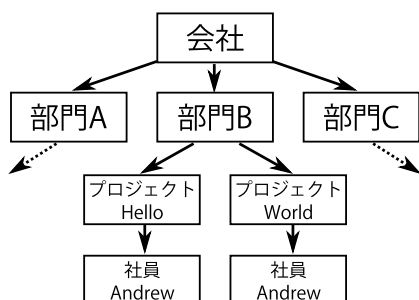 会社
部門A
部門B
部門C
プロジェクト
Hello
プロジェクト
World
社員
Andrew
社員
Andrew